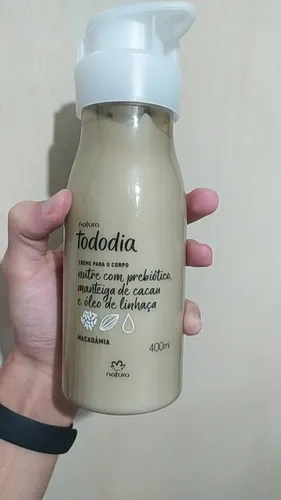 natura
tododia
CREME PARA O CORPO
nutre com prebiótico,
manteiga de cacau
e óleo de linhaça
MACADÂMIA
400ml
natura